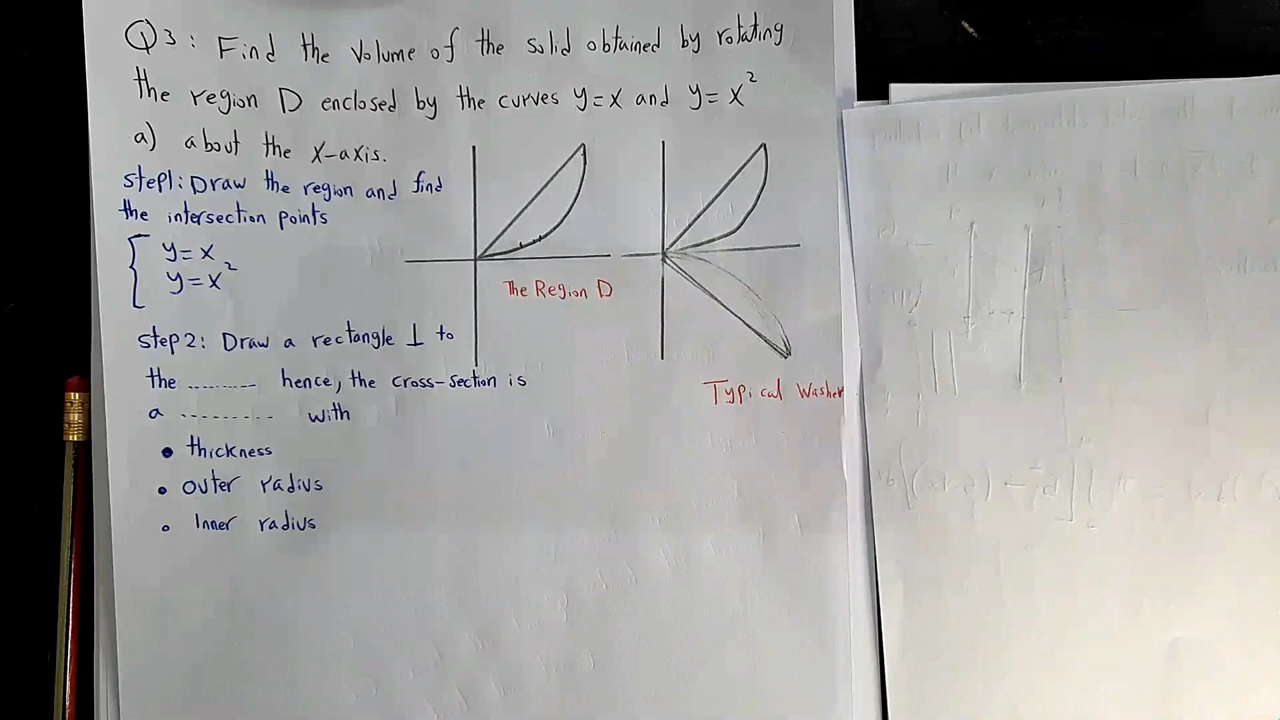 Q3: Find the Volume of the solid obtained by rotating
the region D enclosed by the curves y=x and y=x²
a) about the x-axis.
step1: Draw the region and find
the intersection points
y=x
y=x²
The Region D
step2: Draw a rectangle ⊥ to
the .......... hence, the cross-section is
a .......... with
Typical Washer
• thickness
• outer radius
• Inner radius